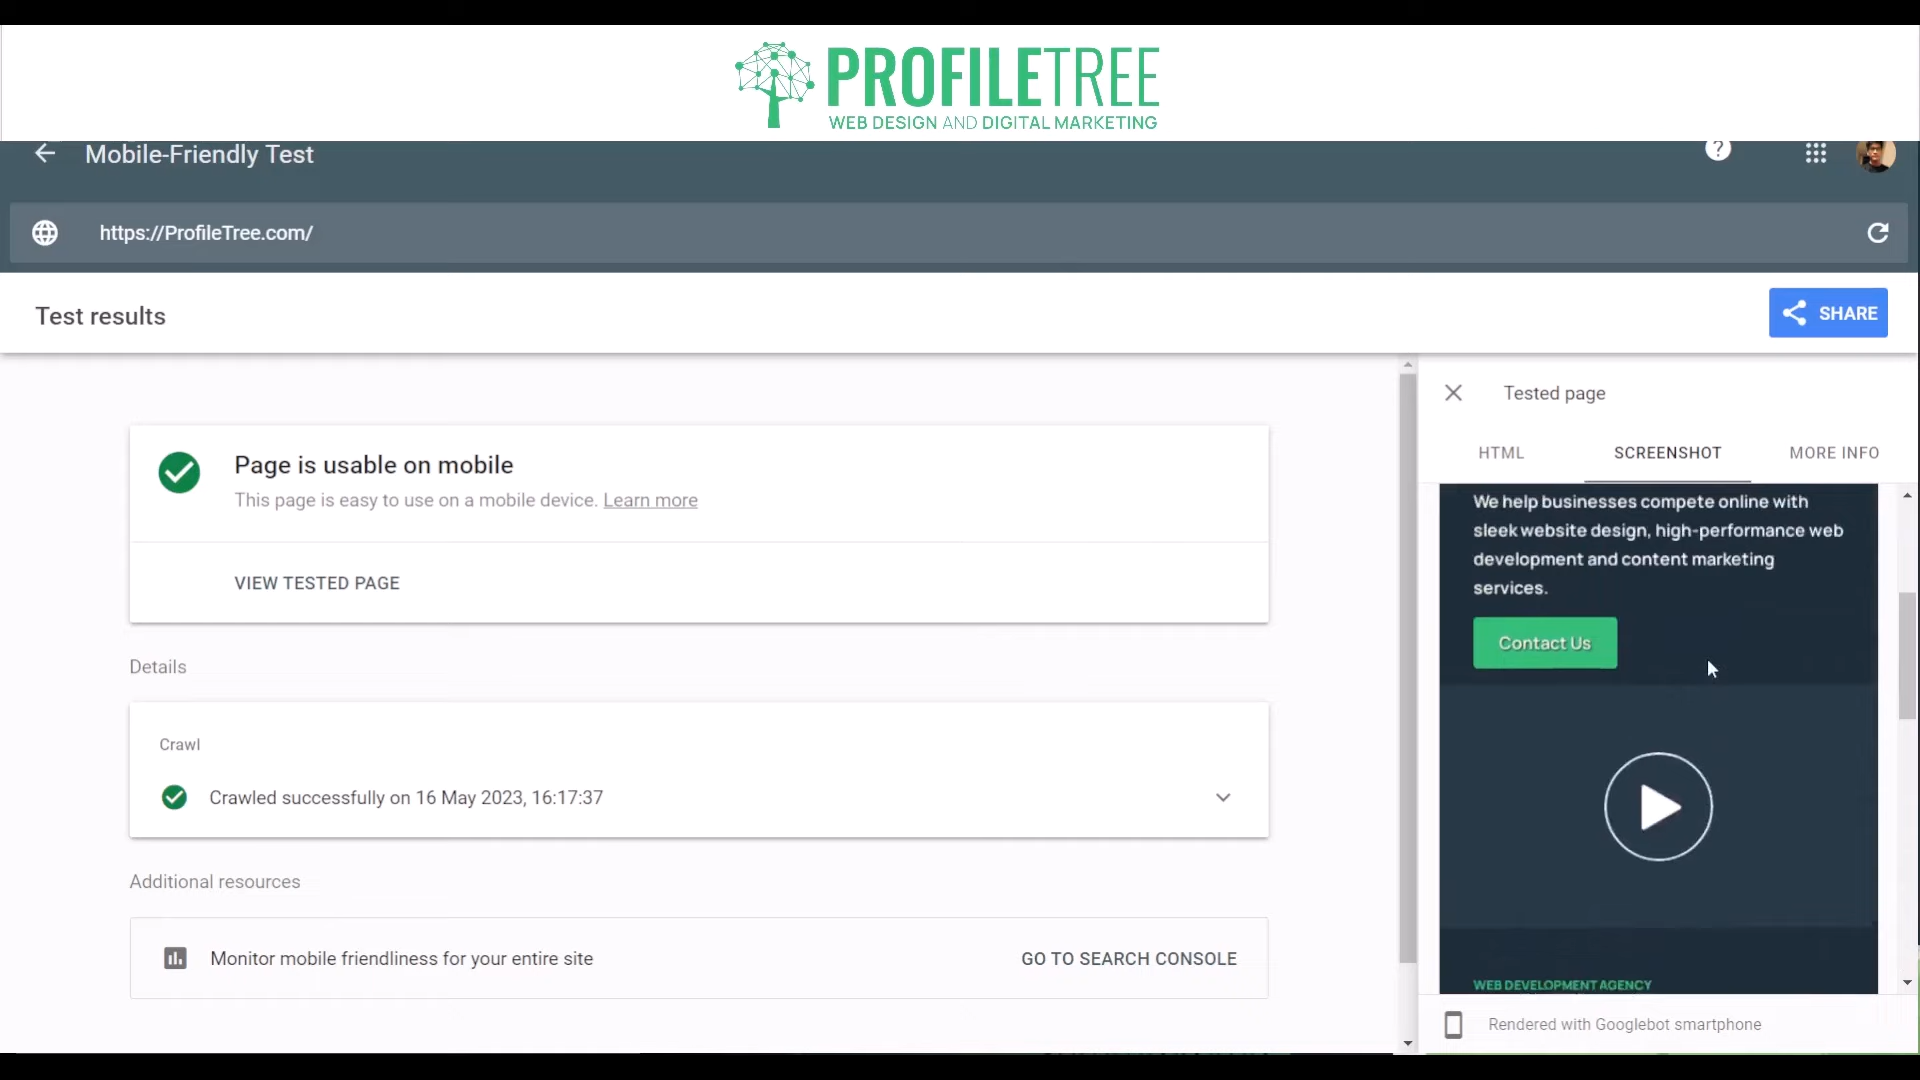 PROFILETREE
WEB DESIGN AND DIGITAL MARKETING
Mobile-Friendly Test
?
https://ProfileTree.com/
Test results
SHARE
Page is usable on mobile
This page is easy to use on a mobile device. Learn more
VIEW TESTED PAGE
Details
Crawl
Crawled successfully on 16 May 2023, 16:17:37
Additional resources
Monitor mobile friendliness for your entire site
GO TO SEARCH CONSOLE
Tested page
HTML SCREENSHOT MORE INFO
We help businesses compete online with
sleek website design, high-performance web
development and content marketing
services.
Contact Us
WEB DEVELOPMENT AGENCY
Rendered with Googlebot smartphone